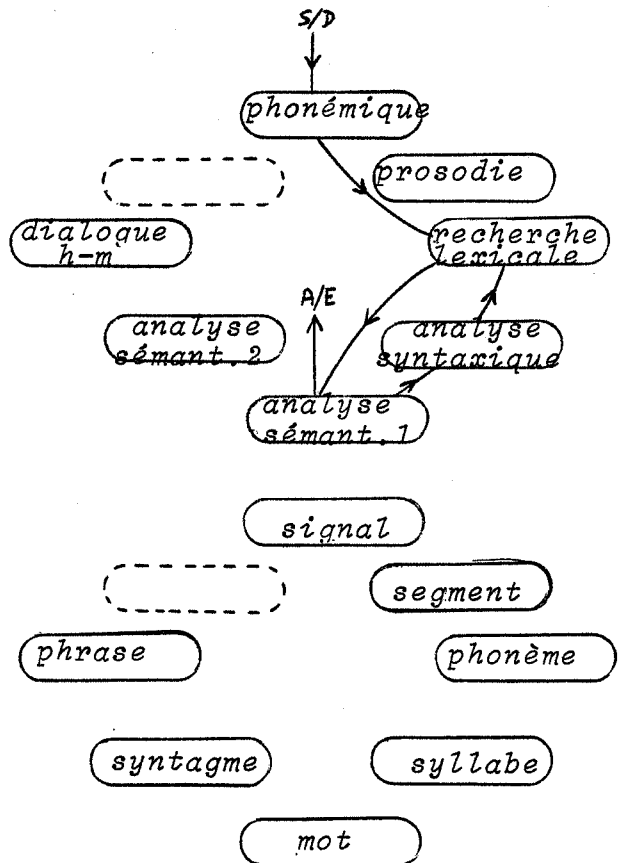 S/D
phonémique
prosodie
dialogue
h-m
recherche
lexicale
A/E
analyse
sémant.2
analyse
syntaxique
analyse
sémant.1
signal
segment
phrase
phonème
syntagme
syllabe
mot